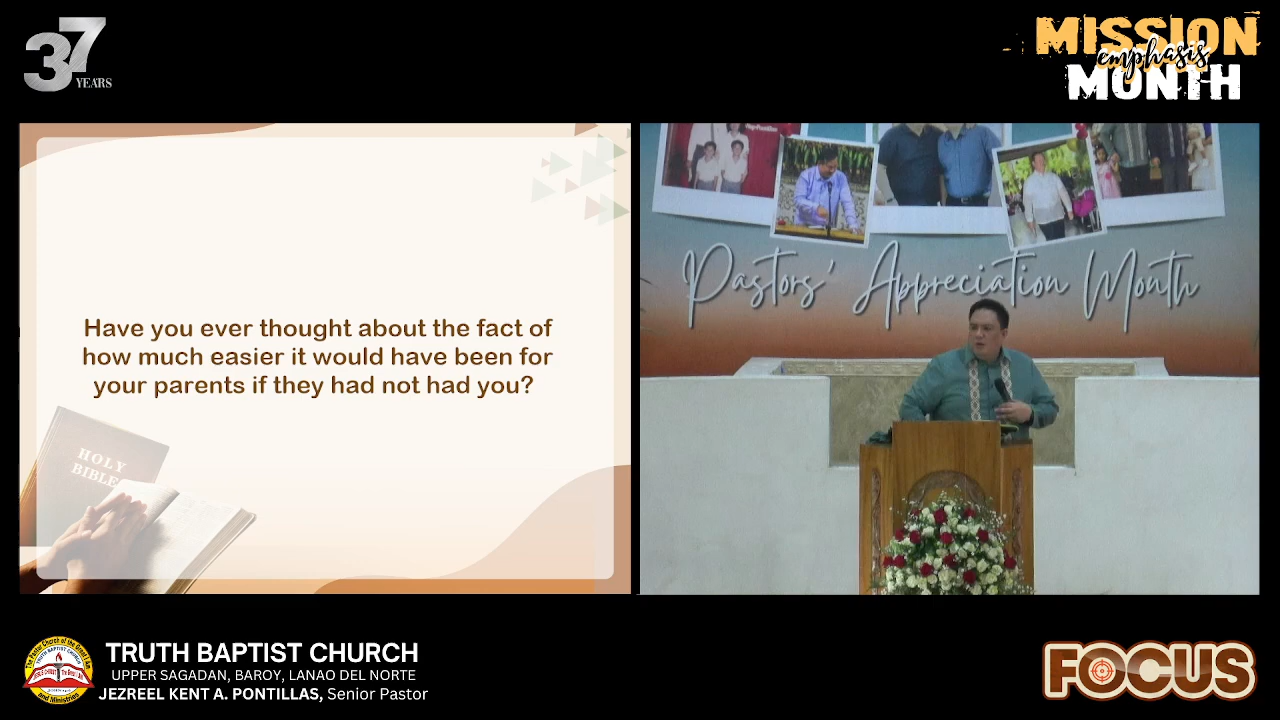 37
YEARS
MISSION
emphasis
MONTH
Have you ever thought about the fact of
how much easier it would have been for
your parents if they had not had you?
HOLY
BIBLE
Pastors' Appreciation Month
TRUTH BAPTIST CHURCH
UPPER SAGADAN, BAROY, LANAO DEL NORTE
JEZREEL KENT A. PONTILLAS, Senior Pastor
FOCUS